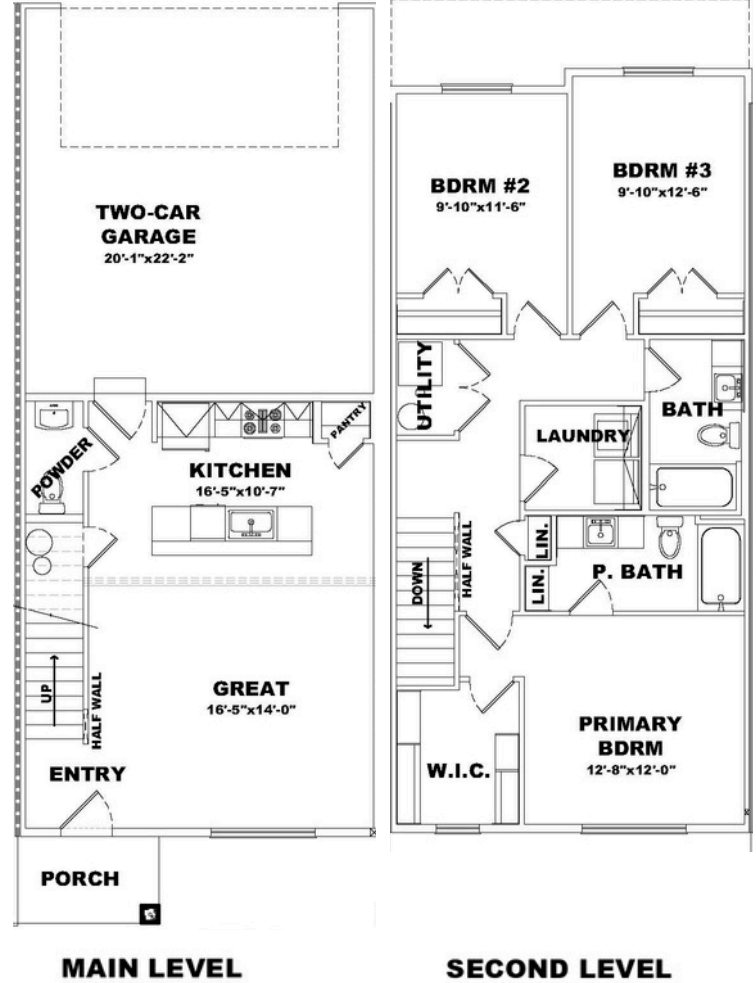 TWO-CAR
GARAGE
20'-1"x22'-2"
POWDER
PANTRY
KITCHEN
16'-5"x10'-7"
UP
HALF WALL
GREAT
16'-5"x14'-0"
ENTRY
PORCH
MAIN LEVEL
BDRM #2
9'-10"x11'-6"
BDRM #3
9'-10"x12'-6"
UTILITY
BATH
LAUNDRY
DOWN
HALF WALL
LIN.
LIN.
P. BATH
W.I.C.
PRIMARY
BDRM
12'-8"x12'-0"
SECOND LEVEL